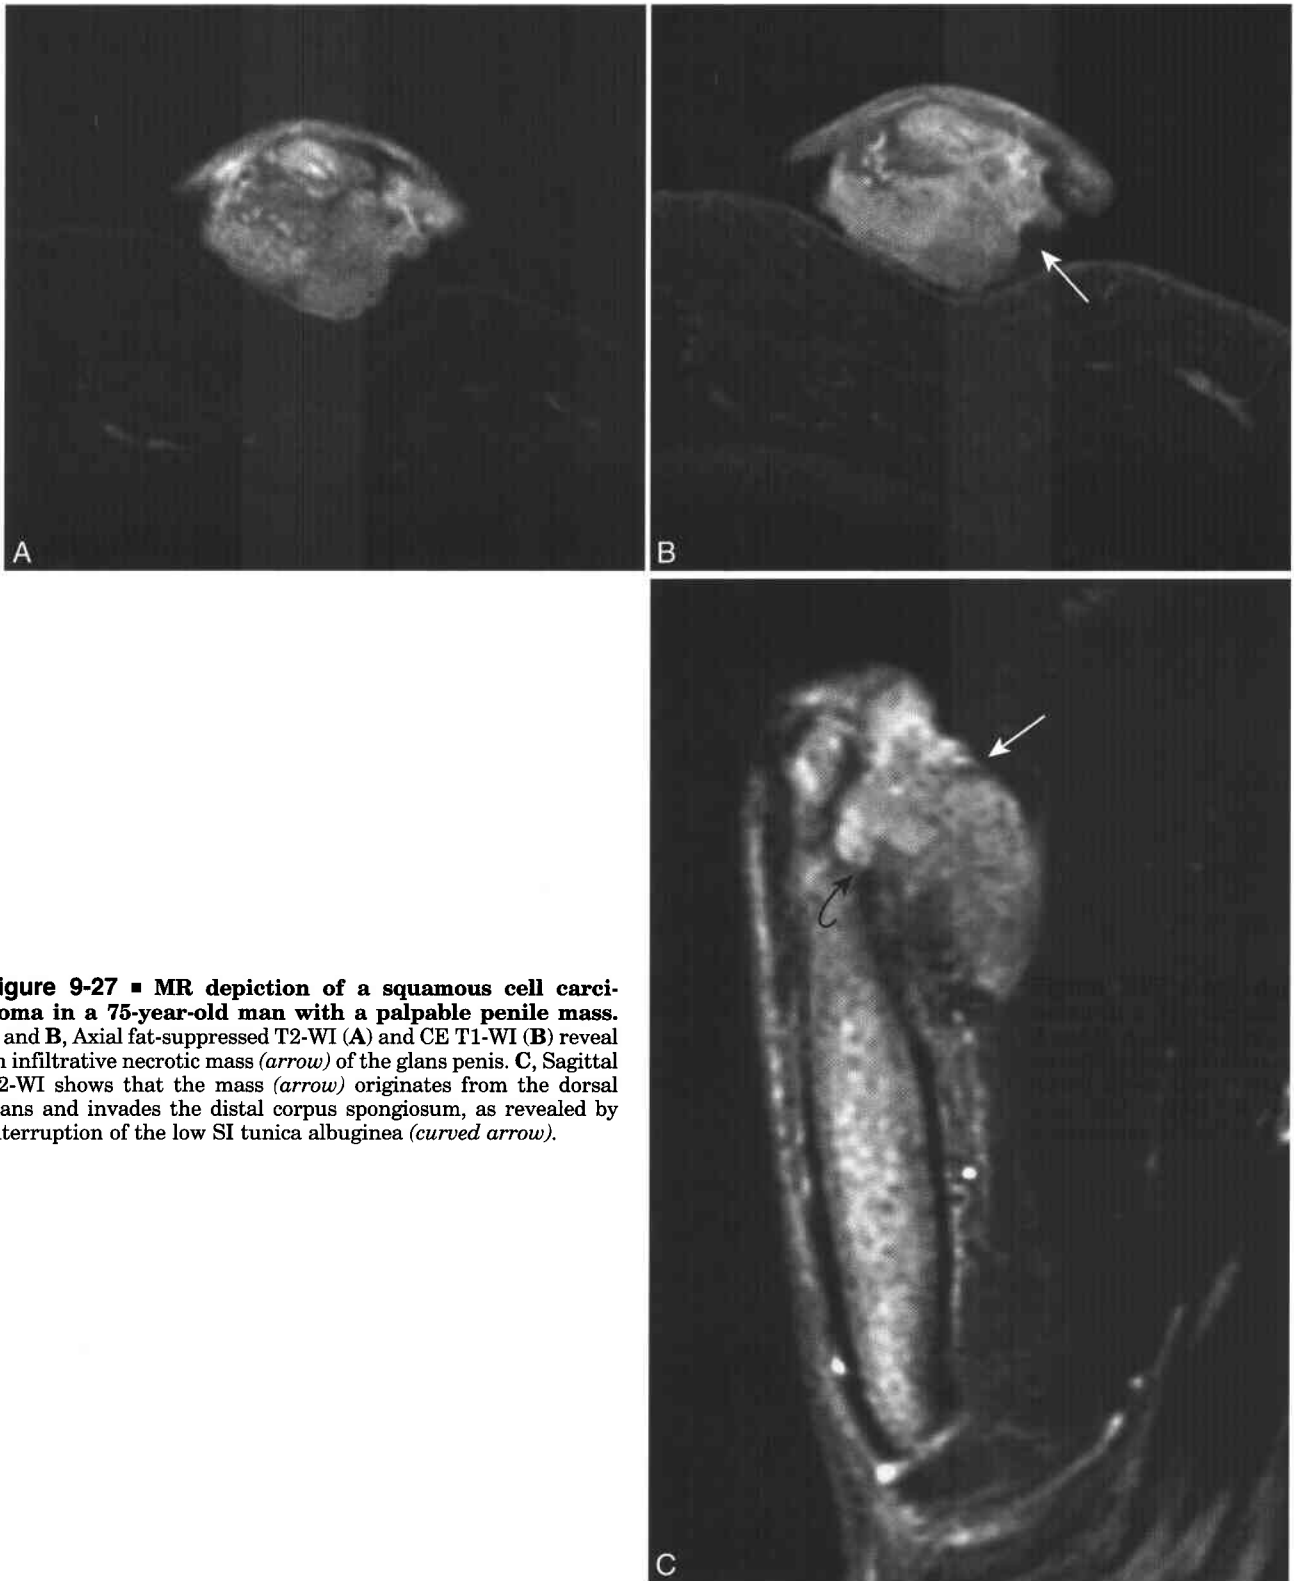 A
B
igure 9-27 ■ MR depiction of a squamous cell carci-
oma in a 75-year-old man with a palpable penile mass.
and B, Axial fat-suppressed T2-WI (A) and CE T1-WI (B) reveal
n infiltrative necrotic mass (arrow) of the glans penis. C, Sagittal
2-WI shows that the mass (arrow) originates from the dorsal
ans and invades the distal corpus spongiosum, as revealed by
terruption of the low SI tunica albuginea (curved arrow).
C